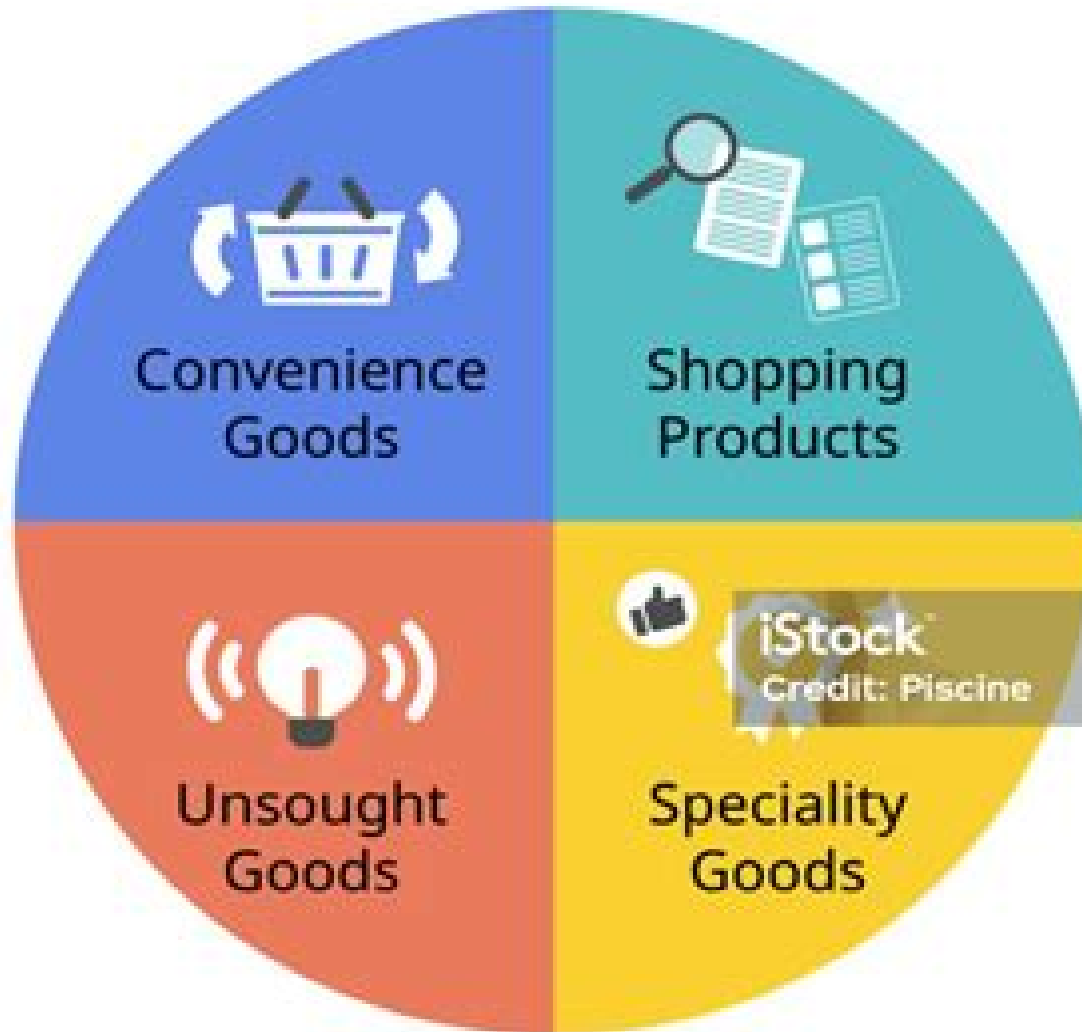 Convenience
Goods
Shopping
Products
Unsought
Goods
Speciality
Goods
iStock
Credit: Piscine